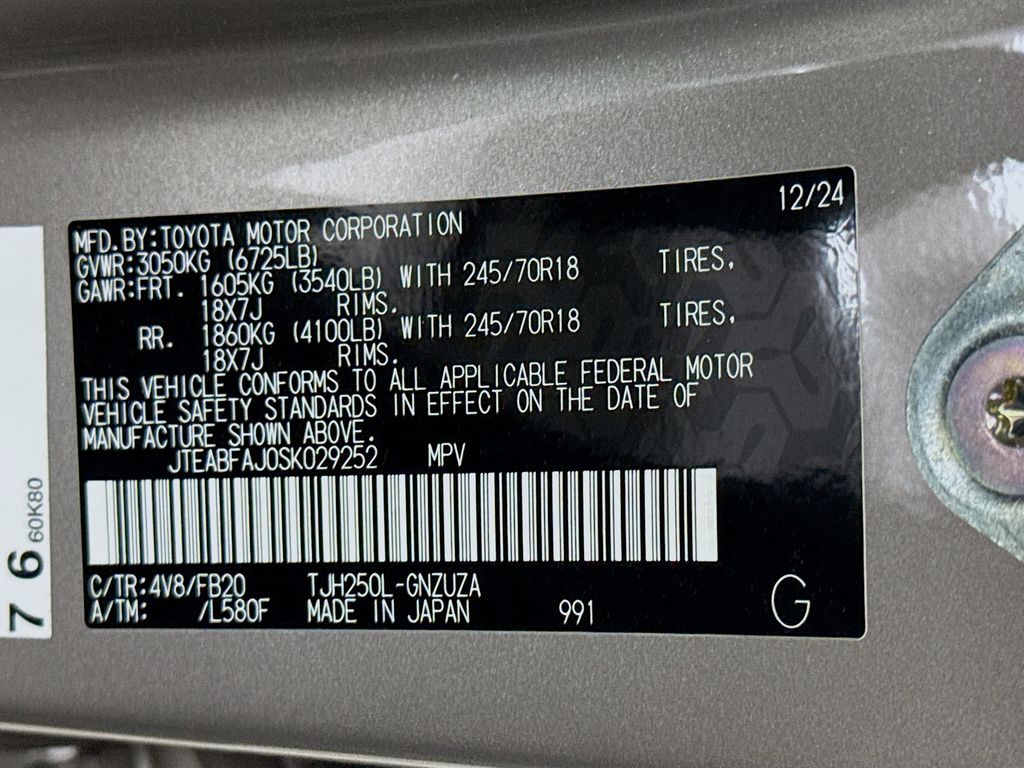 12/24
MFD.BY:TOYOTA MOTOR CORPORATION
GVWR:3050KG (6725LB)
GAWR:FRT. 1605KG (3540LB) WITH 245/70R18 TIRES,
18X7J RIMS.
RR. 1860KG (4100LB) WITH 245/70R18 TIRES,
18X7J RIMS.
THIS VEHICLE CONFORMS TO ALL APPLICABLE FEDERAL MOTOR
VEHICLE SAFETY STANDARDS IN EFFECT ON THE DATE OF
MANUFACTURE SHOWN ABOVE.
JTEABFAJ0SK029252 MPV
C/TR:4V8/FB20 TJH250L-GNZUZA
A/TM: /L580F MADE IN JAPAN 991 G
76
60K80